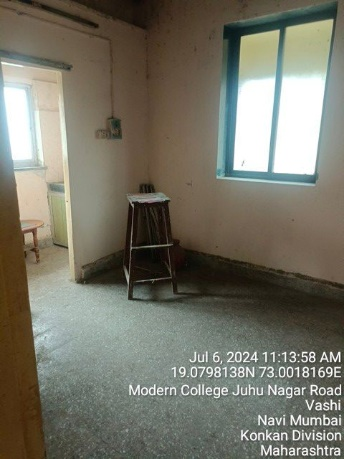 Jul 6, 2024 11:13:58 AM
19.0798138N 73.0018169E
Modern College Juhu Nagar Road
Vashi
Navi Mumbai
Konkan Division
Maharashtra